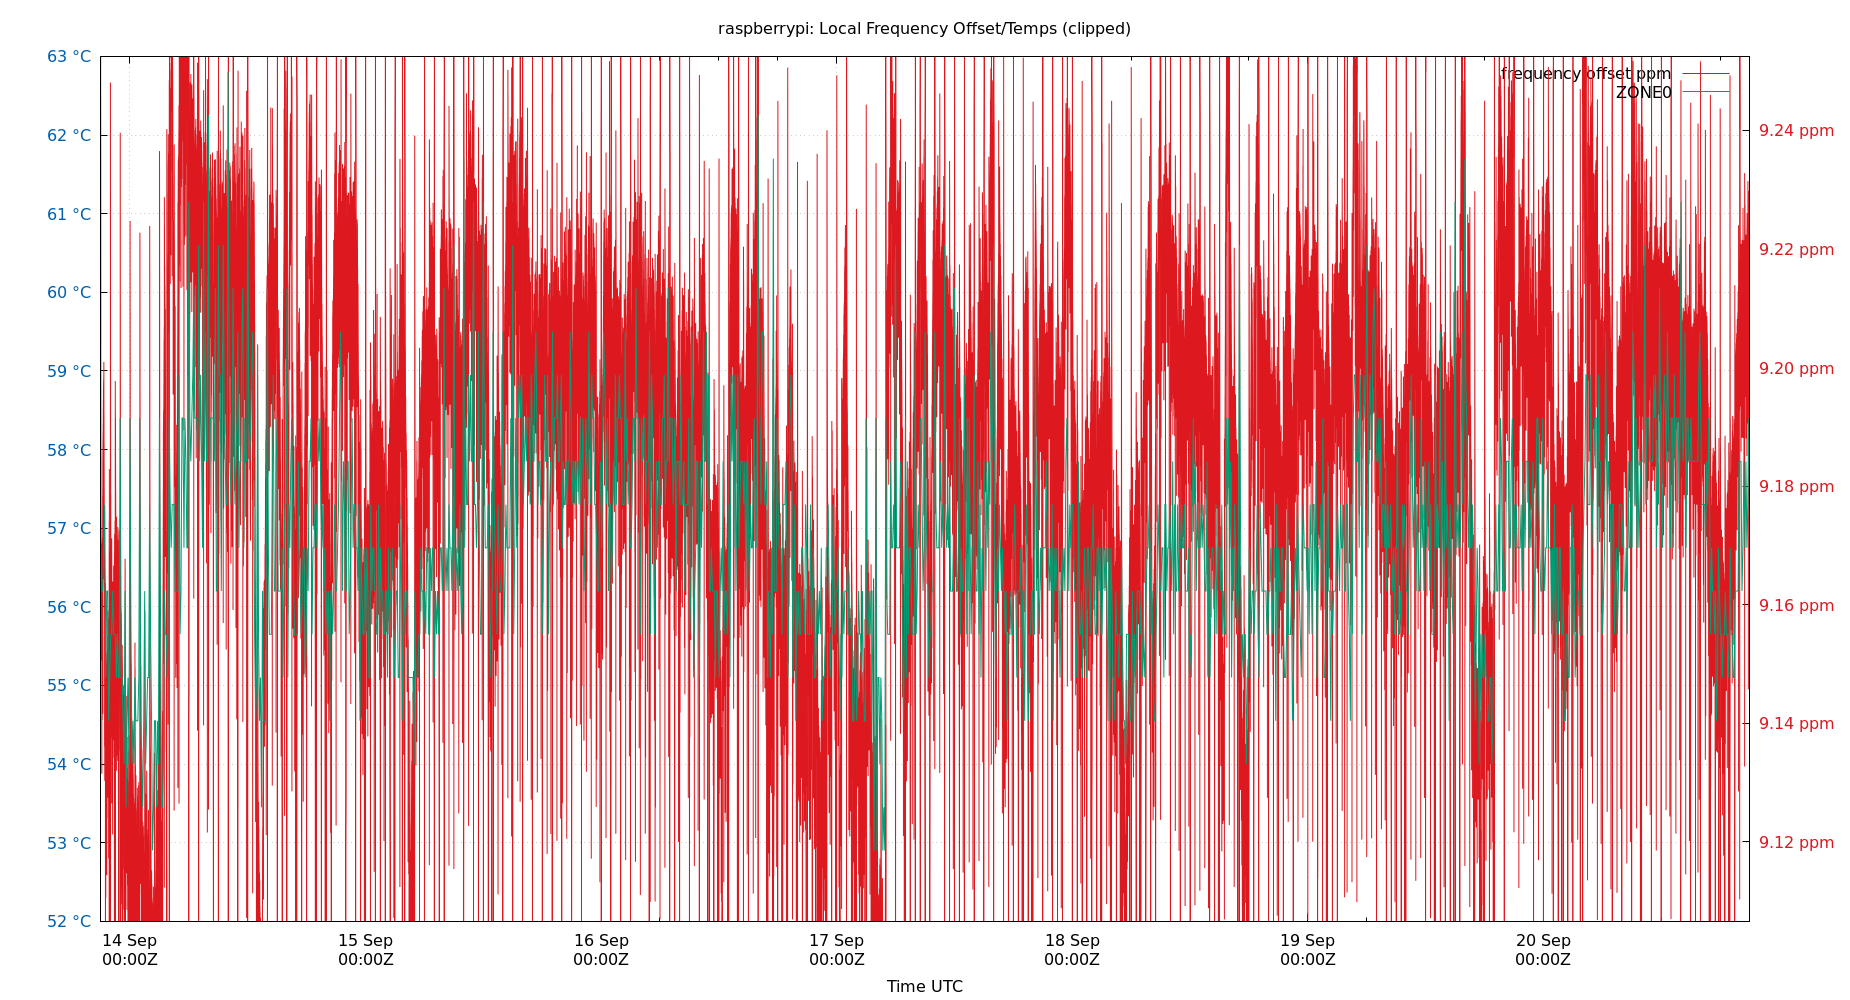 raspberrypi: Local Frequency Offset/Temps (clipped)
frequency offset ppm
ZONE0
63 °C
62 °C
61 °C
60 °C
59 °C
58 °C
57 °C
56 °C
55 °C
54 °C
53 °C
52 °C
9.24 ppm
9.22 ppm
9.20 ppm
9.18 ppm
9.16 ppm
9.14 ppm
9.12 ppm
14 Sep
00:00Z
15 Sep
00:00Z
16 Sep
00:00Z
17 Sep
00:00Z
18 Sep
00:00Z
19 Sep
00:00Z
20 Sep
00:00Z
Time UTC